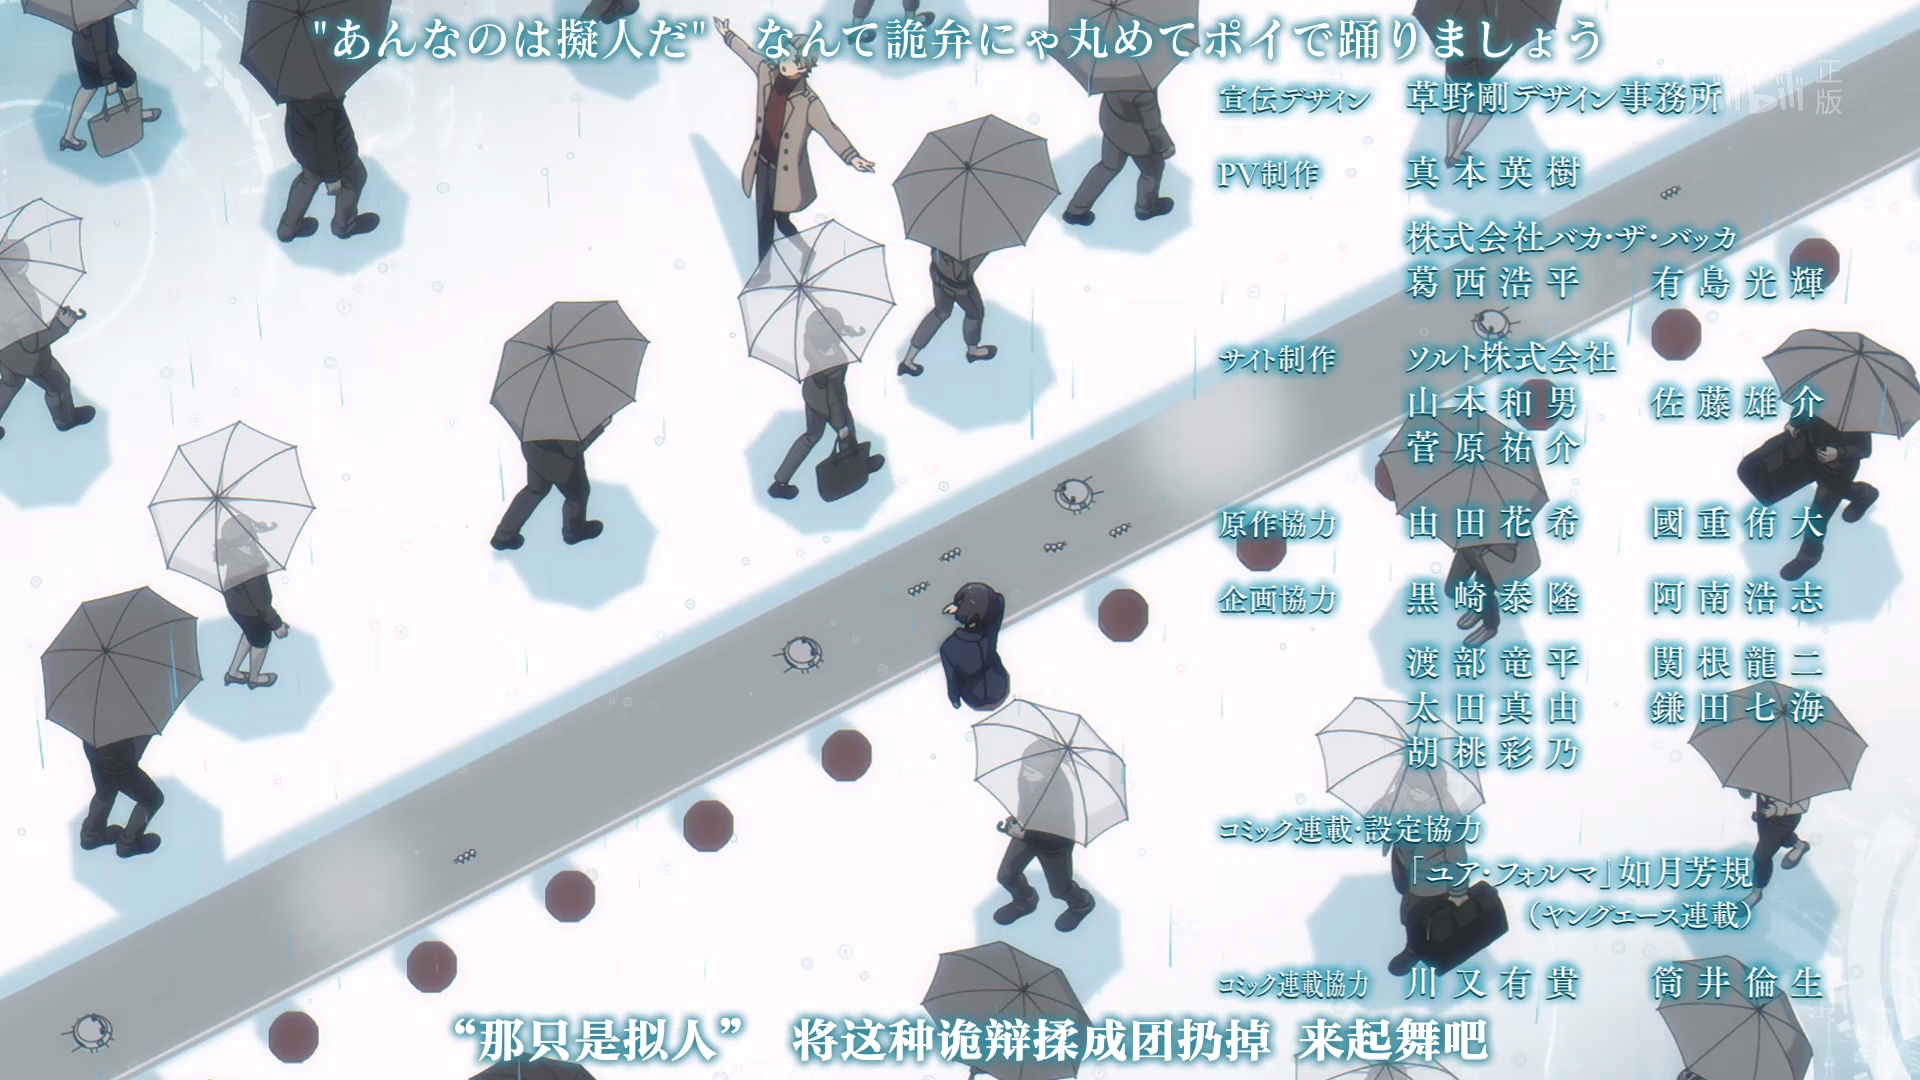 "あんなのは擬人だ" なんて詭弁にゃ丸めてポイで踊りましょう
bilibili 正版
宣伝デザイン 草野剛デザイン事務所
PV制作 真本英樹
株式会社バカ・ザ・バッカ
葛西浩平 有島光輝
サイト制作 ソルト株式会社
山本和男 佐藤雄介
菅原祐介
原作協力 由田花希 國重侑大
企画協力 黒崎泰隆 阿南浩志
渡部竜平 関根龍二
太田真由 鎌田七海
胡桃彩乃
コミック連載・設定協力
「ユア・フォルマ」如月芳規
（ヤングエース連載）
コミック連載協力 川又有貴 筒井倫生
“那只是拟人” 将这种诡辩揉成团扔掉 来起舞吧